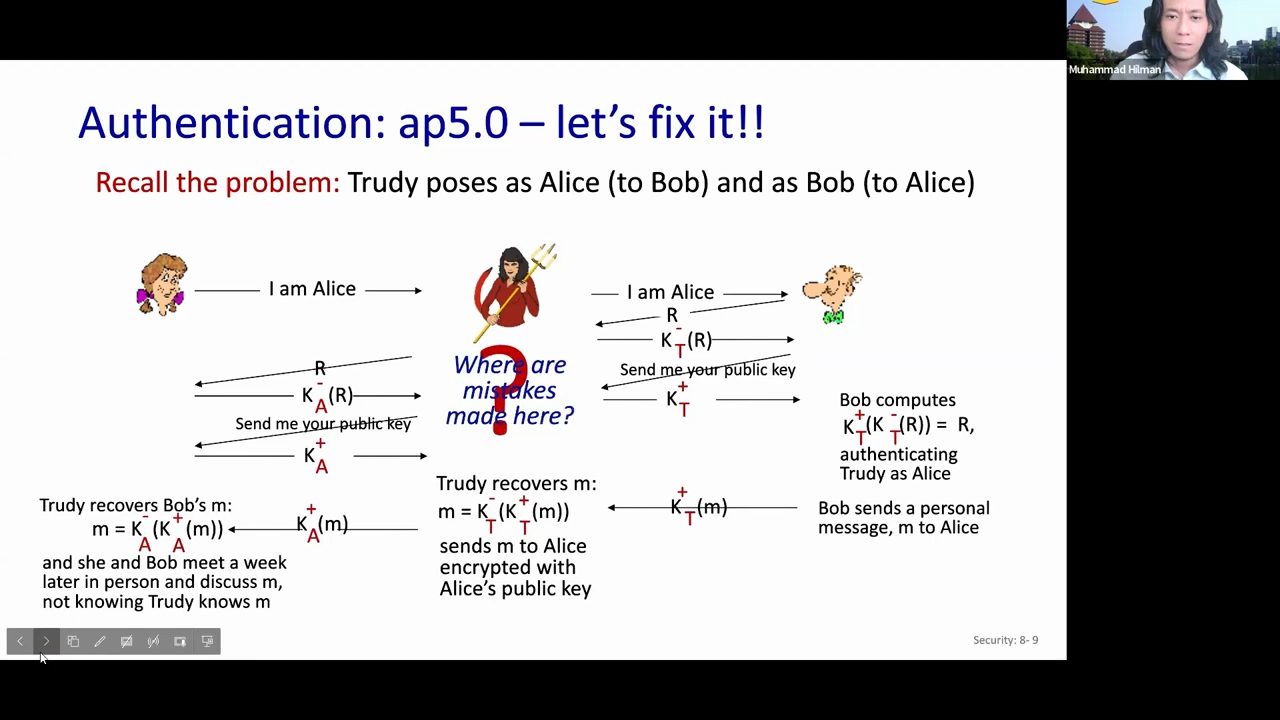 Muhammad Hilman
Authentication: ap5.0 – let's fix it!!
Recall the problem: Trudy poses as Alice (to Bob) and as Bob (to Alice)
I am Alice
I am Alice
R
K⁻T(R)
Send me your public key
K⁺T
R
K⁻A(R)
Send me your public key
K⁺A
?
Where are
mistakes
made here?
Bob computes
K⁺T(K⁻T(R)) = R,
authenticating
Trudy as Alice
Bob sends a personal
message, m to Alice
K⁺T(m)
Trudy recovers m:
m = K⁻T(K⁺T(m))
sends m to Alice
encrypted with
Alice's public key
K⁺A(m)
Trudy recovers Bob's m:
m = K⁻A(K⁺A(m))
and she and Bob meet a week
later in person and discuss m,
not knowing Trudy knows m
Security: 8- 9